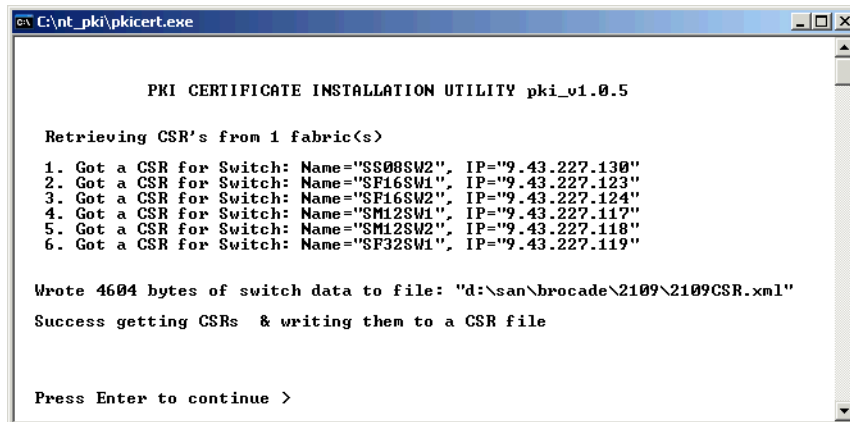 C:\nt_pki\pkicert.exe
PKI CERTIFICATE INSTALLATION UTILITY pki_v1.0.5
Retrieving CSR's from 1 fabric(s)
1. Got a CSR for Switch: Name="SS08SW2", IP="9.43.227.130"
2. Got a CSR for Switch: Name="SF16SW1", IP="9.43.227.123"
3. Got a CSR for Switch: Name="SF16SW2", IP="9.43.227.124"
4. Got a CSR for Switch: Name="SM12SW1", IP="9.43.227.117"
5. Got a CSR for Switch: Name="SM12SW2", IP="9.43.227.118"
6. Got a CSR for Switch: Name="SF32SW1", IP="9.43.227.119"
Wrote 4604 bytes of switch data to file: "d:\san\brocade\2109\2109CSR.xml"
Success getting CSRs  & writing them to a CSR file
Press Enter to continue >